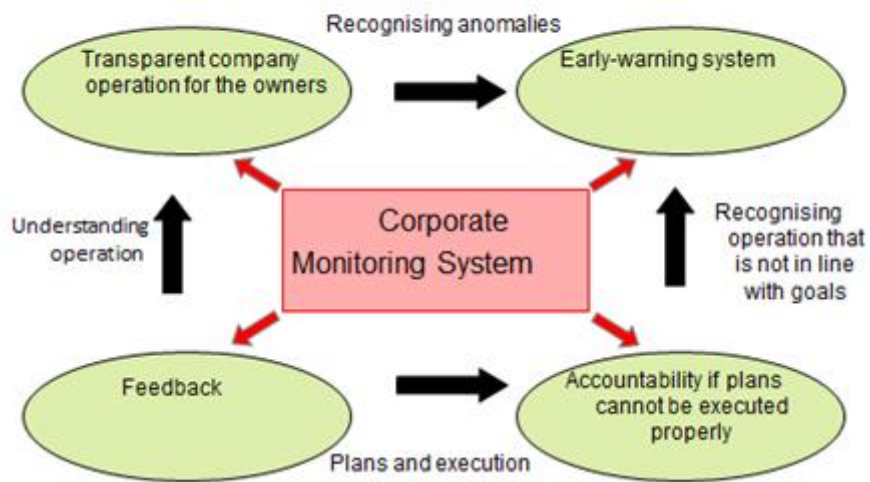 Recognising anomalies
Transparent company
operation for the owners
Early-warning system
Understanding
operation
Corporate
Monitoring System
Recognising
operation that
is not in line
with goals
Feedback
Accountability if plans
cannot be executed
properly
Plans and execution